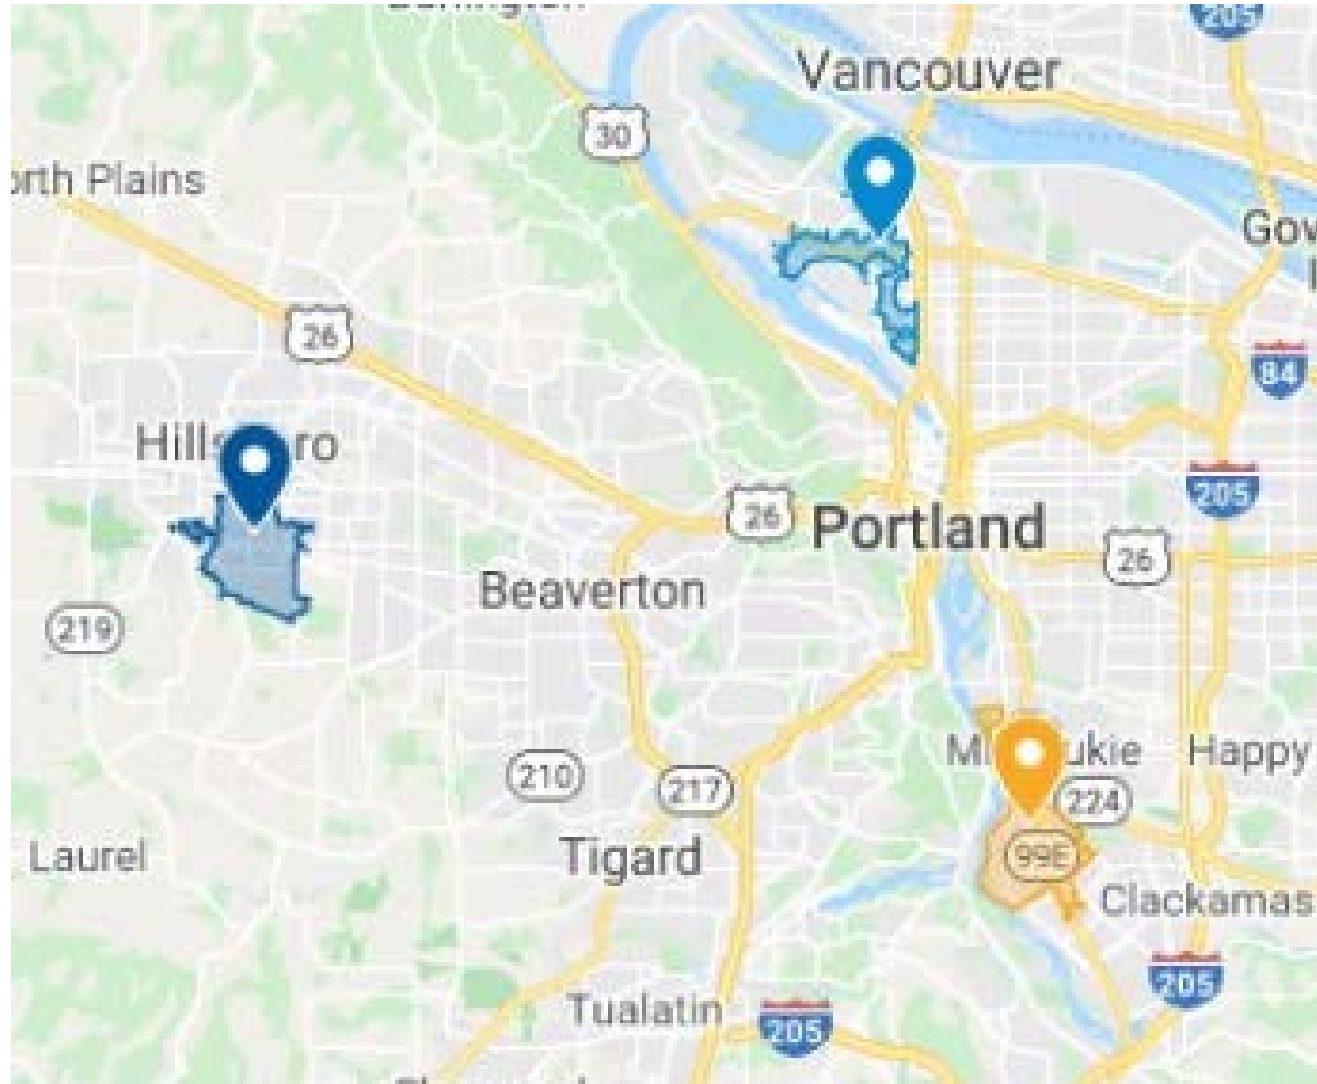 205
Vancouver
30
orth Plains
Gov
26
84
Hills ro
205
26
Portland
26
Beaverton
219
M ukie
Happy
210
217
224
Laurel
Tigard
99E
Clackamas
205
Tualatin
205